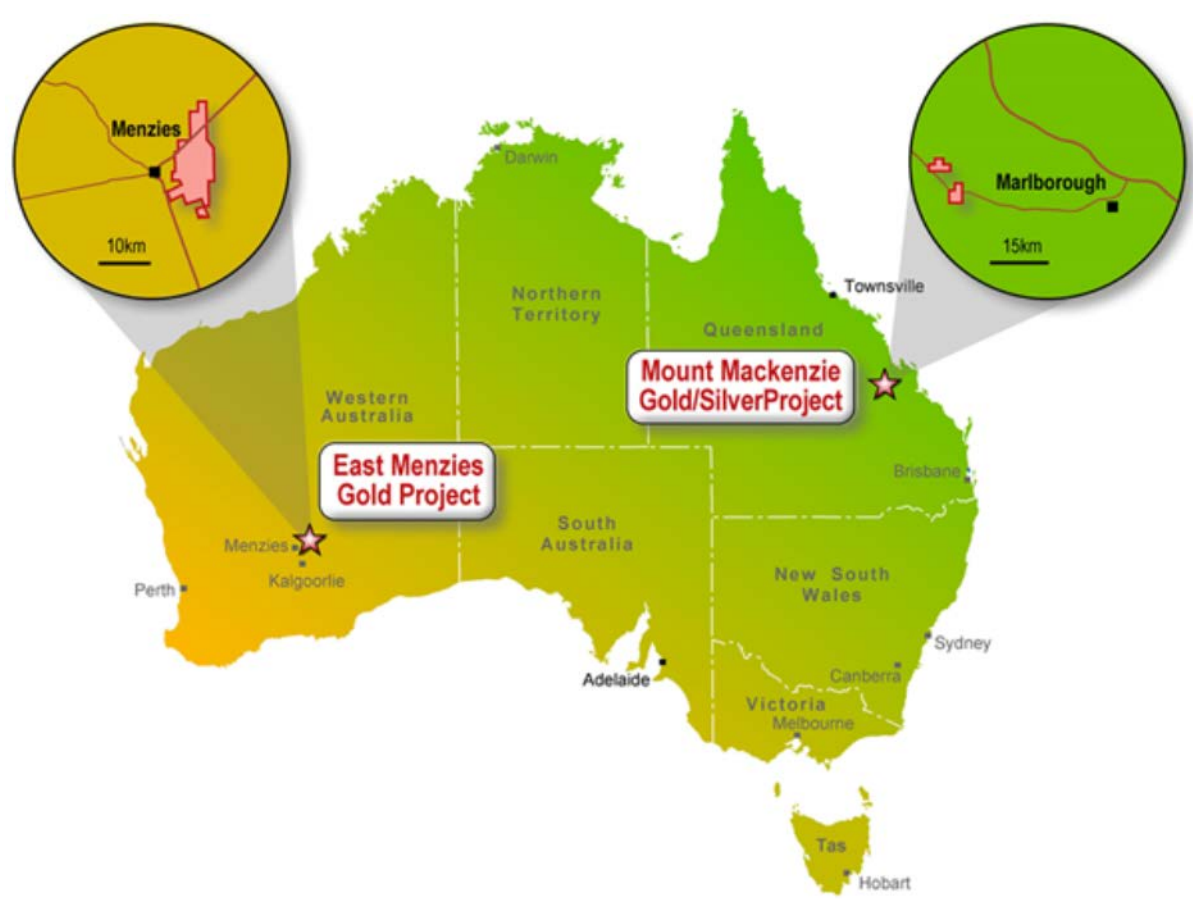 Menzies
10km
Marlborough
15km
Darwin
Northern
Territory
Townsville
Queensland
Mount Mackenzie
Gold/SilverProject
Western
Australia
East Menzies
Gold Project
Brisbane
South
Australia
Menzies
Kalgoorlie
Perth
New South
Wales
Sydney
Adelaide
Canberra
Victoria
Melbourne
Tas
Hobart